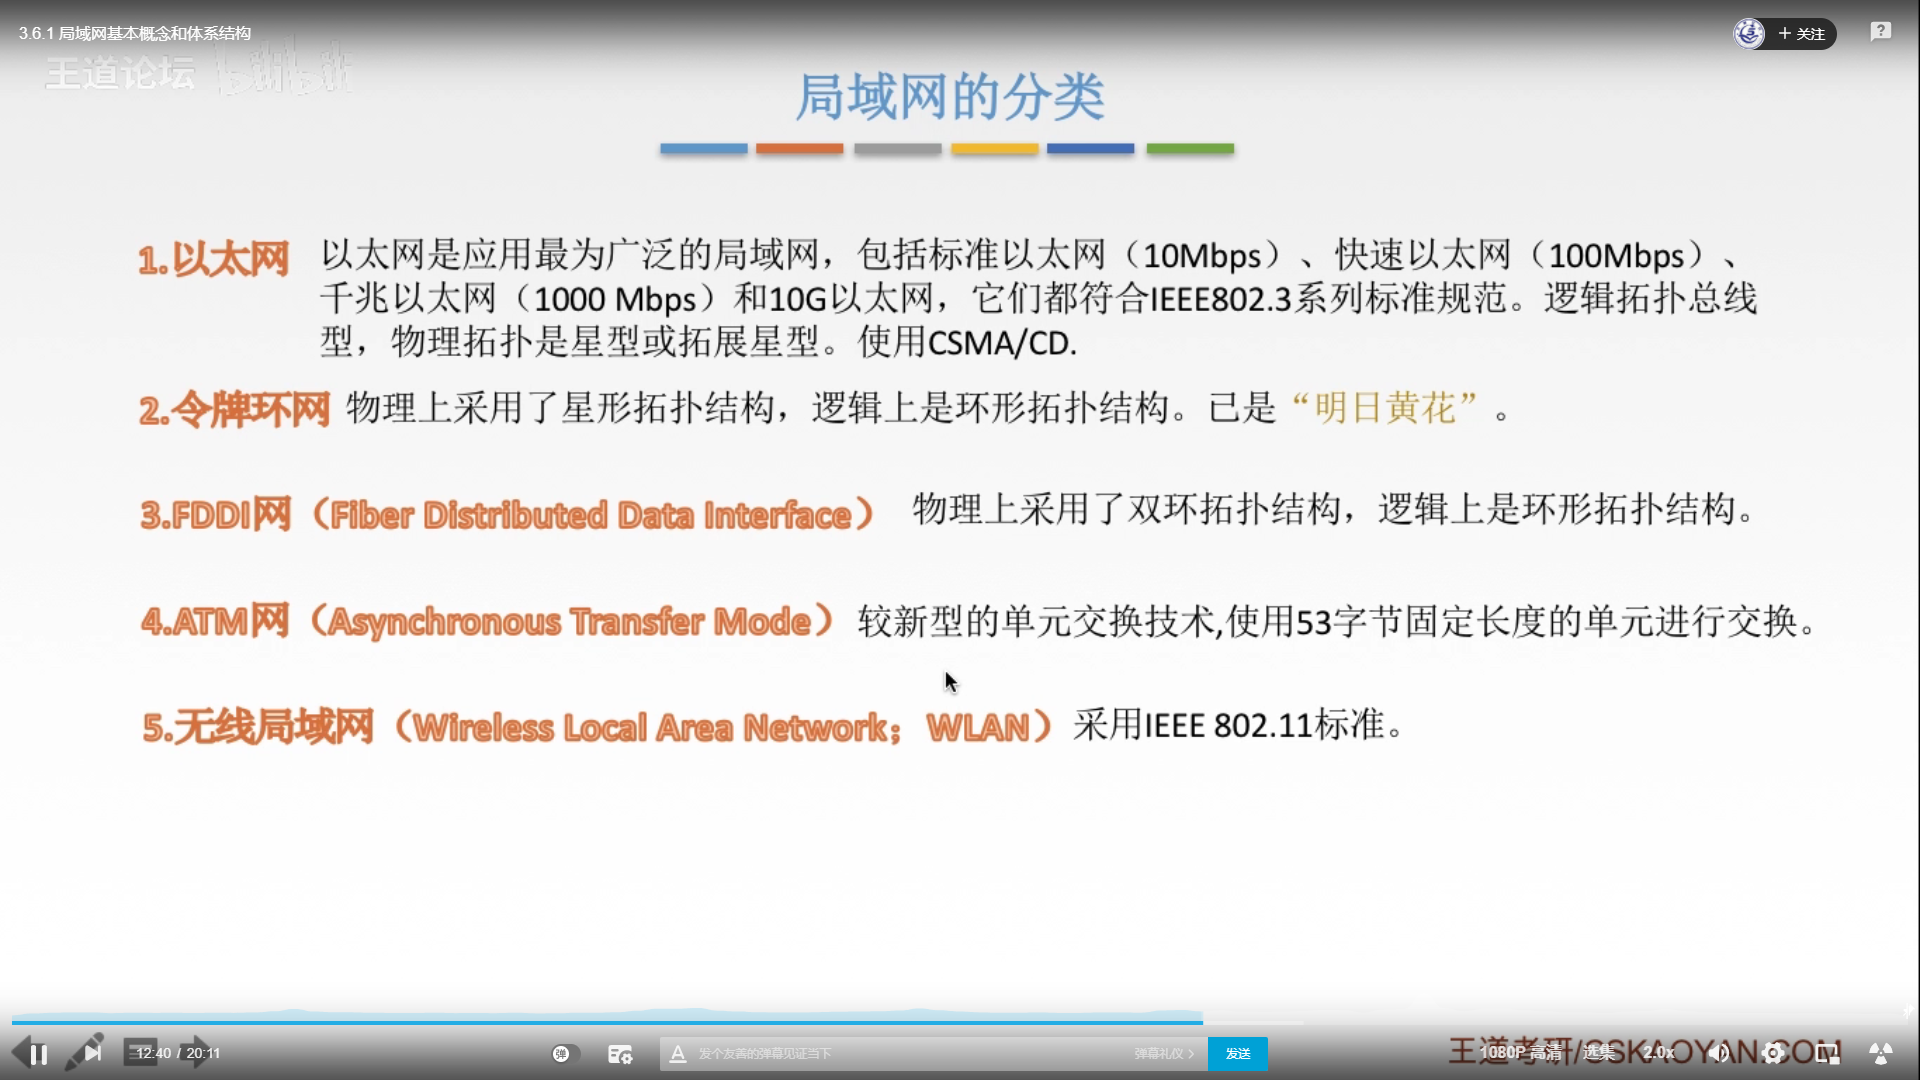 3.6.1 局域网基本概念和体系结构
+ 关注
王道论坛 bilibili
局域网的分类
1.以太网 以太网是应用最为广泛的局域网，包括标准以太网（10Mbps）、快速以太网（100Mbps）、
千兆以太网（1000 Mbps）和10G以太网，它们都符合IEEE802.3系列标准规范。逻辑拓扑总线
型，物理拓扑是星型或拓展星型。使用CSMA/CD.
2.令牌环网 物理上采用了星形拓扑结构，逻辑上是环形拓扑结构。已是“明日黄花”。
3.FDDI网（Fiber Distributed Data Interface） 物理上采用了双环拓扑结构，逻辑上是环形拓扑结构。
4.ATM网（Asynchronous Transfer Mode） 较新型的单元交换技术,使用53字节固定长度的单元进行交换。
5.无线局域网（Wireless Local Area Network；WLAN） 采用IEEE 802.11标准。
12:40 / 20:11
弹
发个友善的弹幕见证当下
弹幕礼仪 >
发送
1080P 高清
选集
2.0x
王道考研/CSKAOYAN.COM